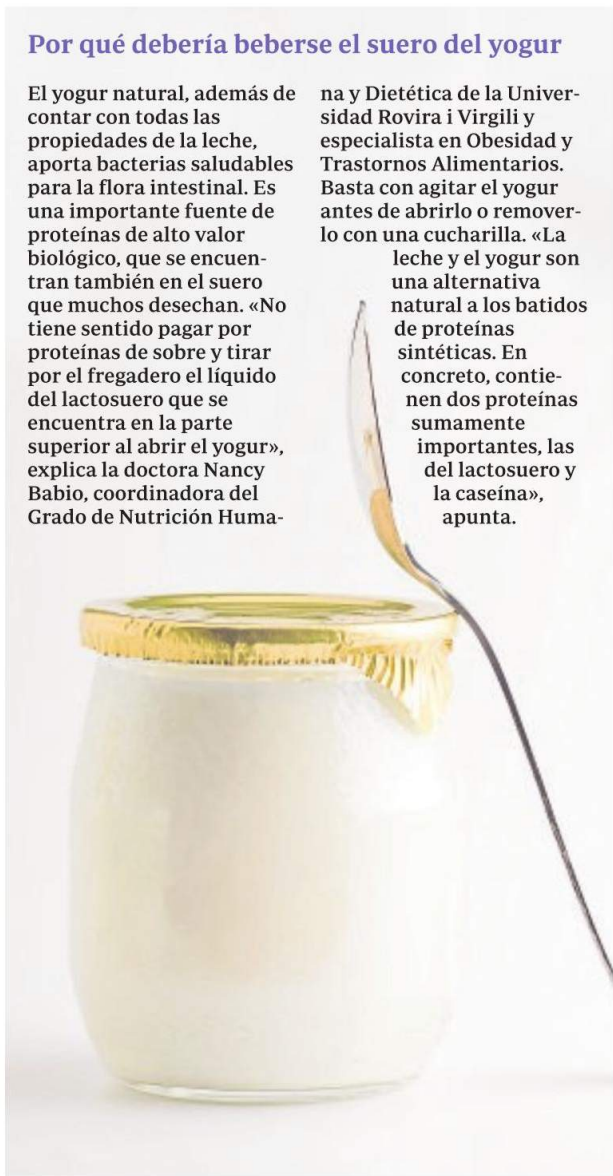 Por qué debería beberse el suero del yogur
El yogur natural, además de
contar con todas las
propiedades de la leche,
aporta bacterias saludables
para la flora intestinal. Es
una importante fuente de
proteínas de alto valor
biológico, que se encuen-
tran también en el suero
que muchos desechan. «No
tiene sentido pagar por
proteínas de sobre y tirar
por el fregadero el líquido
del lactosuero que se
encuentra en la parte
superior al abrir el yogur»,
explica la doctora Nancy
Babio, coordinadora del
Grado de Nutrición Huma-
na y Dietética de la Univer-
sidad Rovira i Virgili y
especialista en Obesidad y
Trastornos Alimentarios.
Basta con agitar el yogur
antes de abrirlo o remover-
lo con una cucharilla. «La
leche y el yogur son
una alternativa
natural a los batidos
de proteínas
sintéticas. En
concreto, contie-
nen dos proteínas
sumamente
importantes, las
del lactosuero y
la caseína»,
apunta.